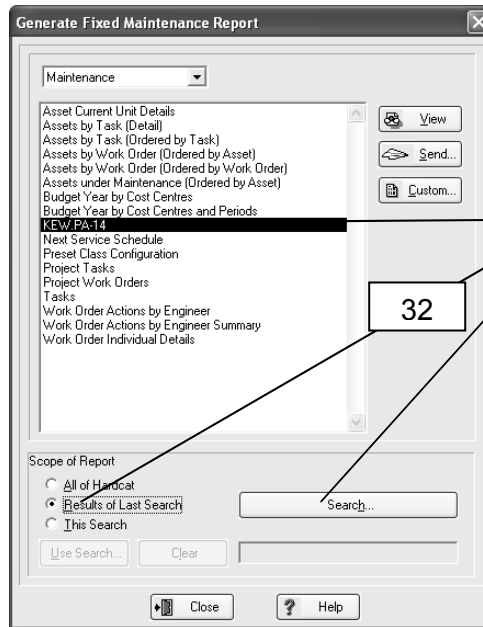 Generate Fixed Maintenance Report
Maintenance
Asset Current Unit Details
Assets by Task (Detail)
Assets by Task (Ordered by Task)
Assets by Work Order (Ordered by Asset)
Assets by Work Order (Ordered by Work Order)
Assets under Maintenance (Ordered by Asset)
Budget Year by Cost Centres
Budget Year by Cost Centres and Periods
KEW.PA-14
Next Service Schedule
Preset Class Configuration
Project Tasks
Project Work Orders
Tasks
Work Order Actions by Engineer
Work Order Actions by Engineer Summary
Work Order Individual Details
View
Send...
Custom...
32
Scope of Report
All of Hardcat
Results of Last Search
This Search
Search...
Use Search...
Clear
Close
Help